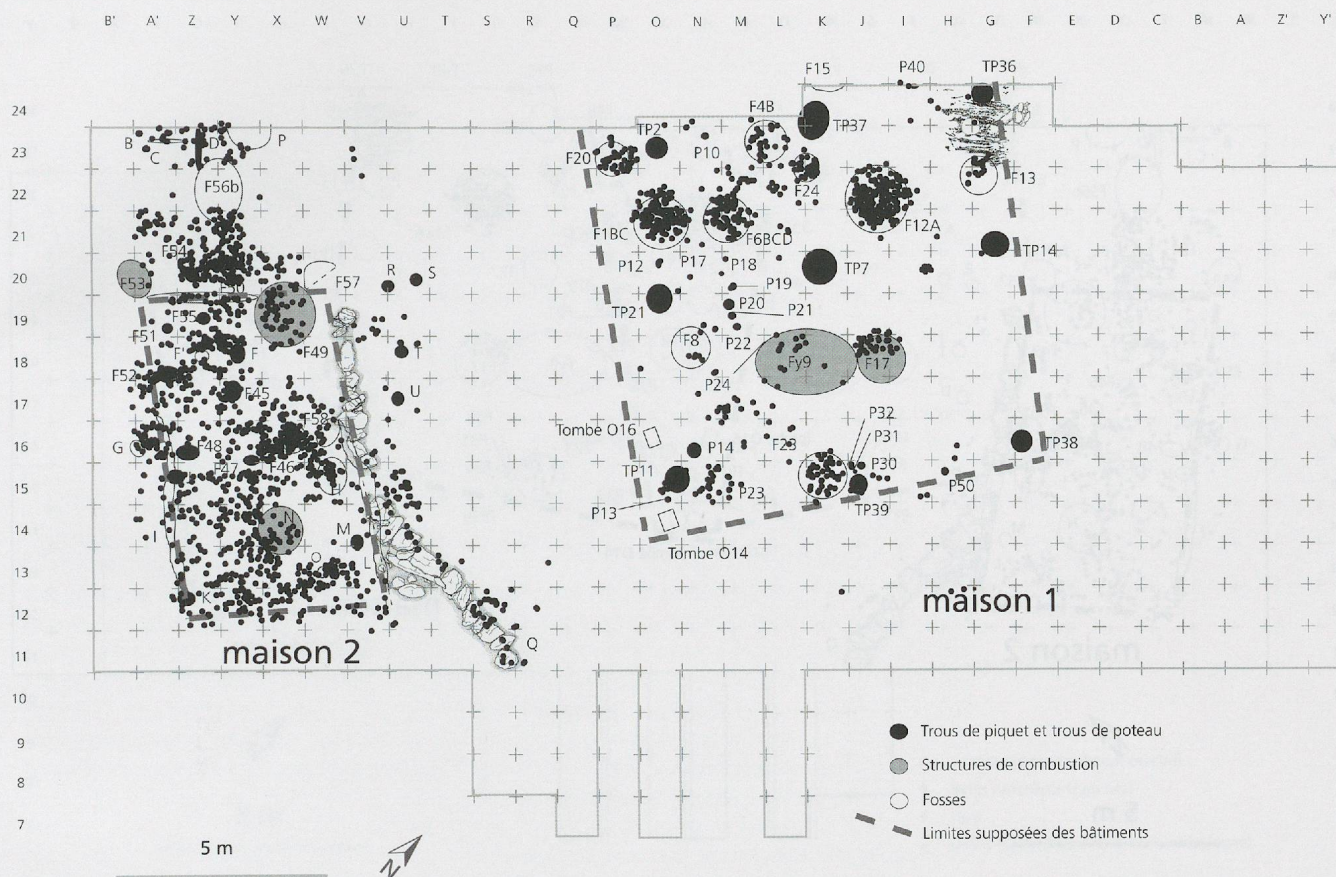 B' A' Z Y X W V U T S R Q P O N M L K J I H G F E D C B A Z' Y'
F15 P40 TP36
24
F4B
TP2 TP37
B D P
23
C F20 P10
F24 F13
F56b
22
F12A
F1BC F6BCD
21
F54 TP14
P12 P17 P18
R S
20
F53 F57 TP7
P19
F55 TP21 P20 P21
19
F51 F8 P22
F49 T
18
F Fy9 F17
F52 P24
F45 U
17
P32
Tombe O16
G F48 P14 F23 P31 TP38
16
F47 F46 TP11 P30
15
H P23 P50
P13 TP39
N M
14
I Tombe O14
O L
13
K
12
maison 1
Q
maison 2
11
10
Trous de piquet et trous de poteau
9
Structures de combustion
8
Fosses
7
Limites supposées des bâtiments
5 m
N